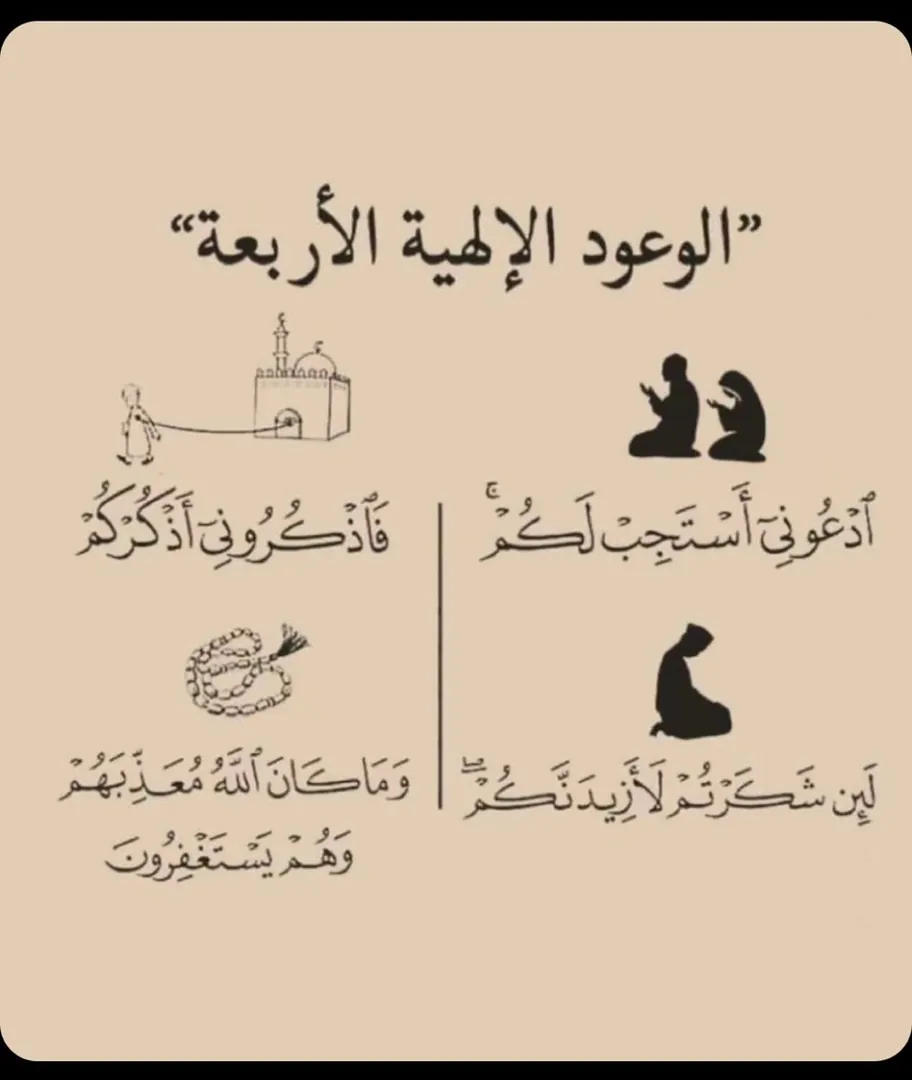 ”الوعود الإلهية الأربعة“
ٱدۡعُونِيٓ أَسۡتَجِبۡ لَكُمۡۚ
فَٱذۡكُرُونِيٓ أَذۡكُرۡكُمۡ
لَئِن شَكَرۡتُمۡ لَأَزِيدَنَّكُمۡۖ
وَمَا كَانَ ٱللَّهُ مُعَذِّبَهُمۡ
وَهُمۡ يَسۡتَغۡفِرُونَ